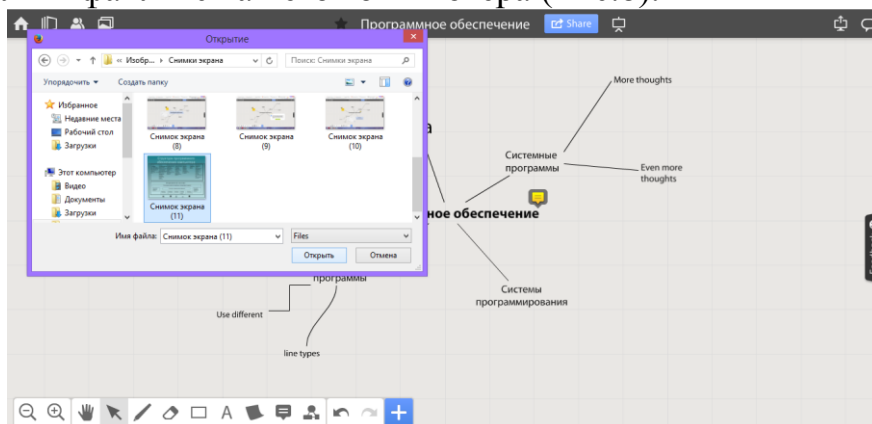 Программное обеспечение
Share
Открытие
« Изобр... › Снимки экрана
Поиск: Снимки экрана
Упорядочить
Создать папку
Избранное
Недавние места
Рабочий стол
Загрузки
Этот компьютер
Видео
Документы
Загрузки
Снимок экрана
(8)
Снимок экрана
(9)
Снимок экрана
(10)
Снимок экрана
(11)
Имя файла:
Снимок экрана (11)
Files
Открыть
Отмена
More thoughts
Системные
программы
Even more
thoughts
ное обеспечение
Системы
программирования
программы
Use different
line types
A